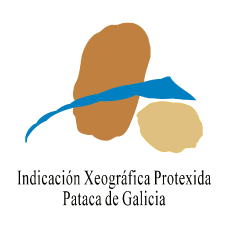 Indicación Xeográfica Protexida
Pataca de Galicia